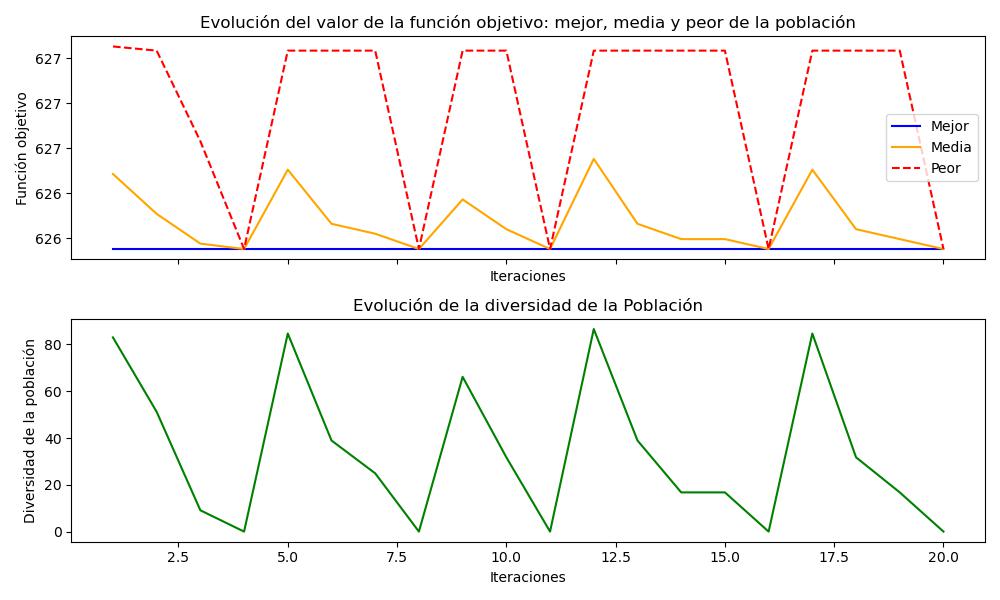 Evolución del valor de la función objetivo: mejor, media y peor de la población
Función objetivo
627
627
627
626
626
Mejor
Media
Peor
Iteraciones
Evolución de la diversidad de la Población
Diversidad de la población
80
60
40
20
0
2.5 5.0 7.5 10.0 12.5 15.0 17.5 20.0
Iteraciones